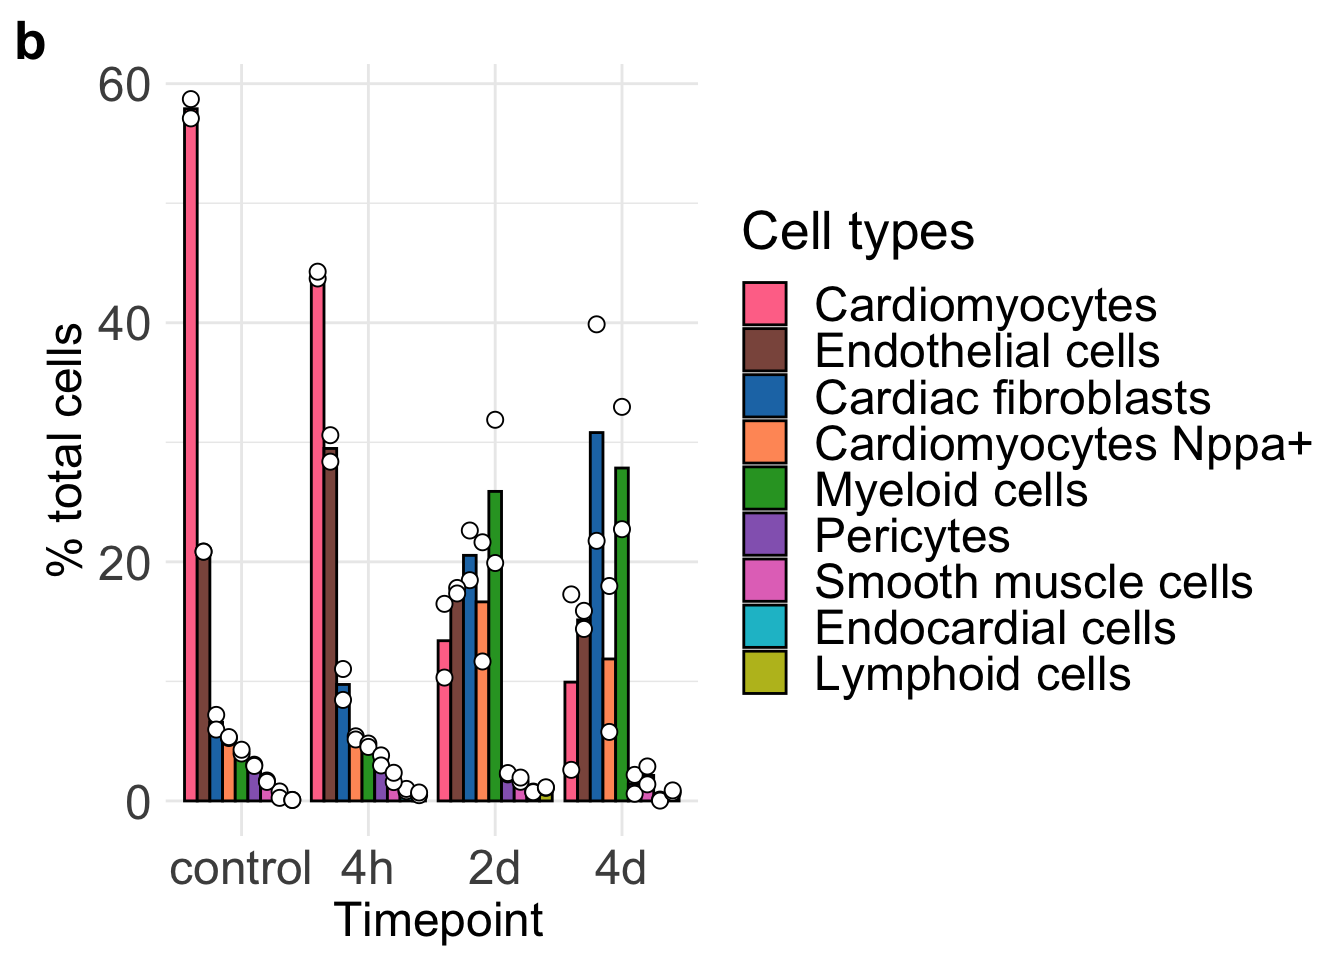 b
60
40
20
0
% total cells
control
4h
2d
4d
Timepoint
Cell types
Cardiomyocytes
Endothelial cells
Cardiac fibroblasts
Cardiomyocytes Nppa+
Myeloid cells
Pericytes
Smooth muscle cells
Endocardial cells
Lymphoid cells